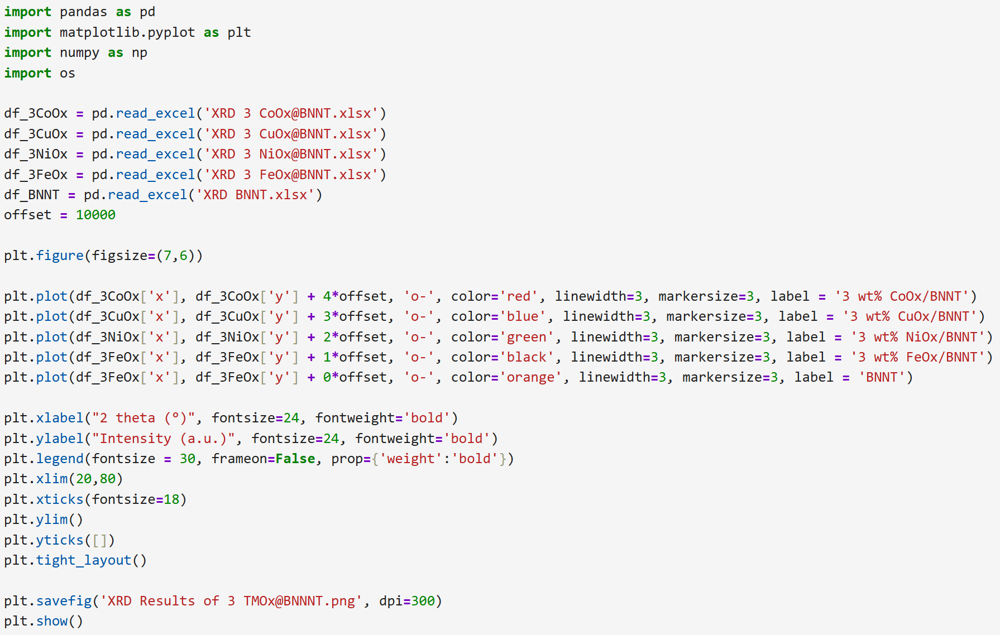 import pandas as pd
import matplotlib.pyplot as plt
import numpy as np
import os
df_3CoOx = pd.read_excel('XRD 3 CoOx@BNNT.xlsx')
df_3CuOx = pd.read_excel('XRD 3 CuOx@BNNT.xlsx')
df_3NiOx = pd.read_excel('XRD 3 NiOx@BNNT.xlsx')
df_3FeOx = pd.read_excel('XRD 3 FeOx@BNNT.xlsx')
df_BNNT = pd.read_excel('XRD BNNT.xlsx')
offset = 10000
plt.figure(figsize=(7,6))
plt.plot(df_3CoOx['x'], df_3CoOx['y'] + 4*offset, 'o-', color='red', linewidth=3, markersize=3, label = '3 wt% CoOx/BNNT')
plt.plot(df_3CuOx['x'], df_3CuOx['y'] + 3*offset, 'o-', color='blue', linewidth=3, markersize=3, label = '3 wt% CuOx/BNNT')
plt.plot(df_3NiOx['x'], df_3NiOx['y'] + 2*offset, 'o-', color='green', linewidth=3, markersize=3, label = '3 wt% NiOx/BNNT')
plt.plot(df_3FeOx['x'], df_3FeOx['y'] + 1*offset, 'o-', color='black', linewidth=3, markersize=3, label = '3 wt% FeOx/BNNT')
plt.plot(df_3FeOx['x'], df_3FeOx['y'] + 0*offset, 'o-', color='orange', linewidth=3, markersize=3, label = 'BNNT')
plt.xlabel("2 theta (º)", fontsize=24, fontweight='bold')
plt.ylabel("Intensity (a.u.)", fontsize=24, fontweight='bold')
plt.legend(fontsize = 30, frameon=False, prop={'weight':'bold'})
plt.xlim(20,80)
plt.xticks(fontsize=18)
plt.ylim()
plt.yticks([])
plt.tight_layout()
plt.savefig('XRD Results of 3 TMOx@BNNNT.png', dpi=300)
plt.show()